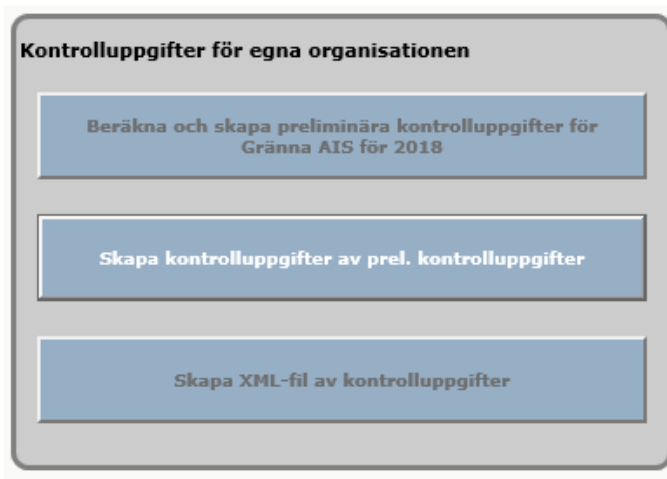 Kontrolluppgifter för egna organisationen
Beräkna och skapa preliminära kontrolluppgifter för
Gränna AIS för 2018
Skapa kontrolluppgifter av prel. kontrolluppgifter
Skapa XML-fil av kontrolluppgifter